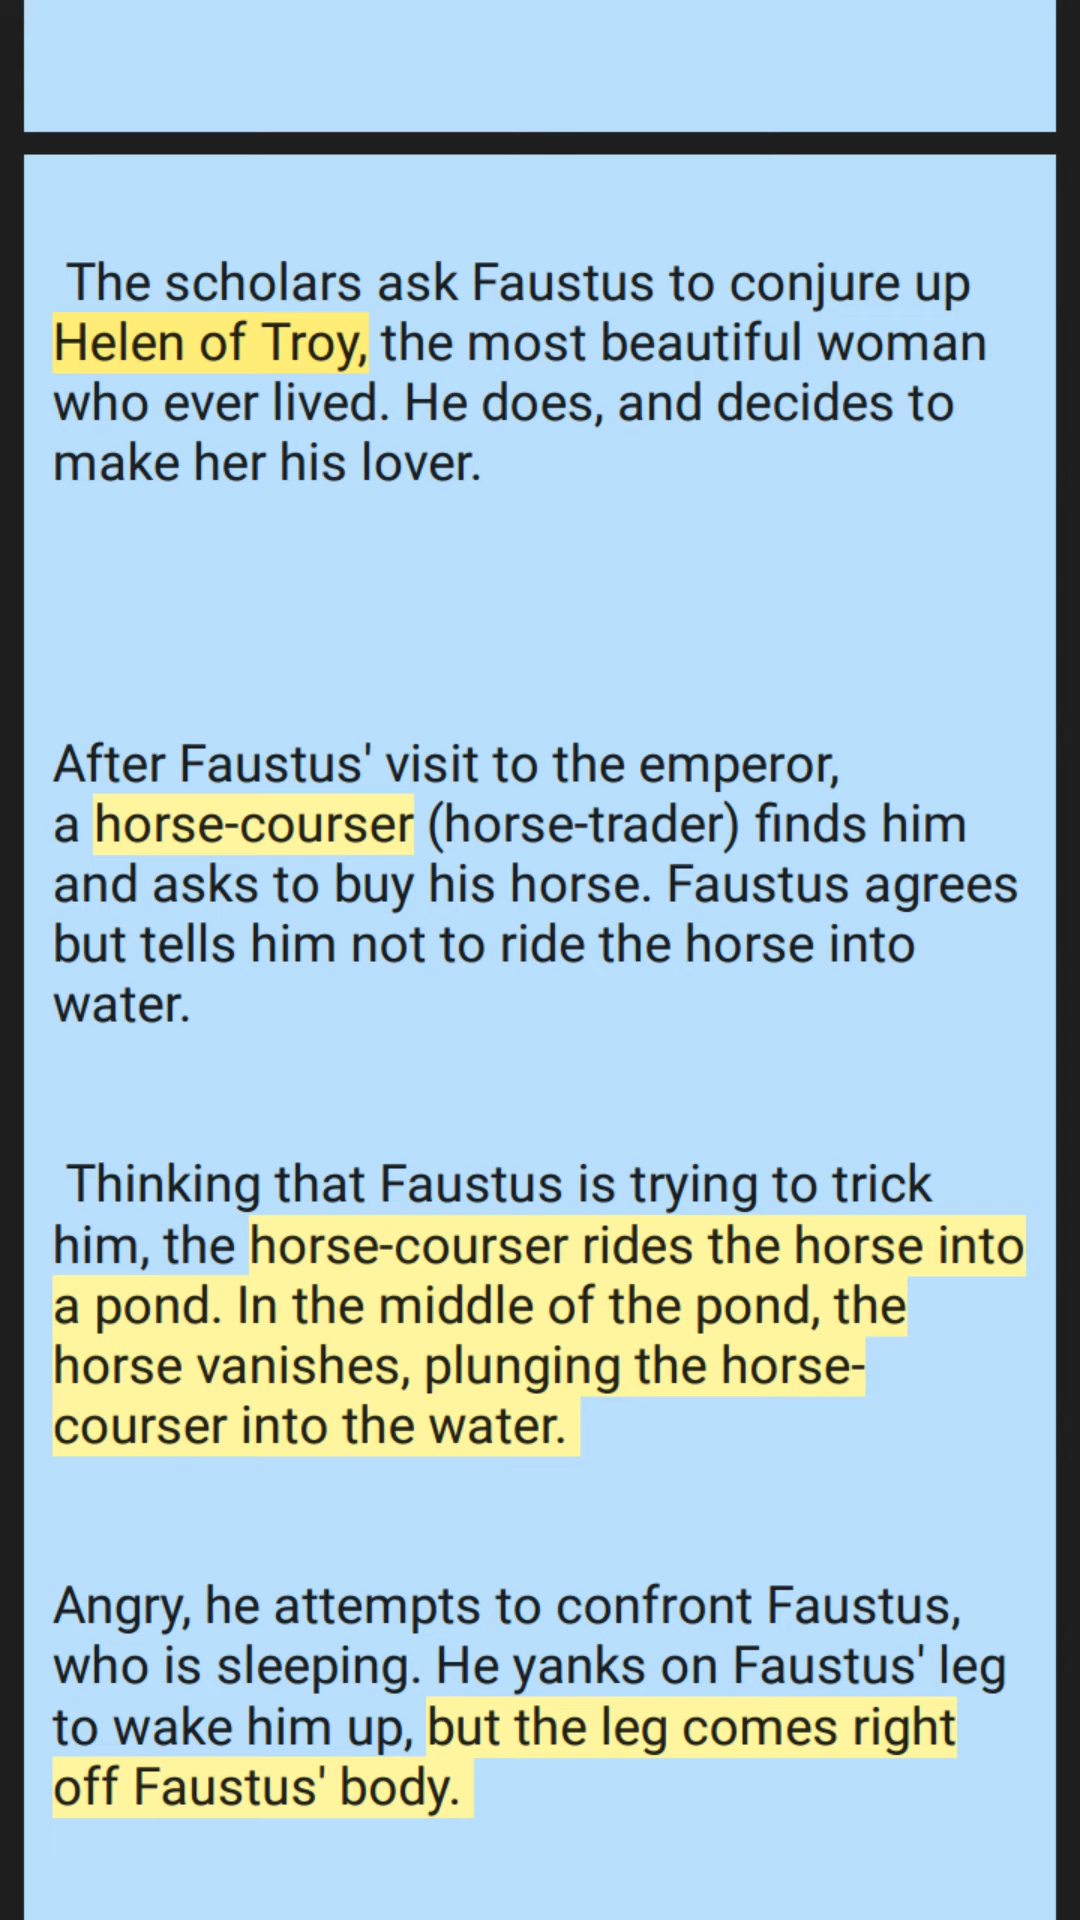 The scholars ask Faustus to conjure up
Helen of Troy, the most beautiful woman
who ever lived. He does, and decides to
make her his lover.
After Faustus' visit to the emperor,
a horse-courser (horse-trader) finds him
and asks to buy his horse. Faustus agrees
but tells him not to ride the horse into
water.
Thinking that Faustus is trying to trick
him, the horse-courser rides the horse into
a pond. In the middle of the pond, the
horse vanishes, plunging the horse-
courser into the water.
Angry, he attempts to confront Faustus,
who is sleeping. He yanks on Faustus' leg
to wake him up, but the leg comes right
off Faustus' body.